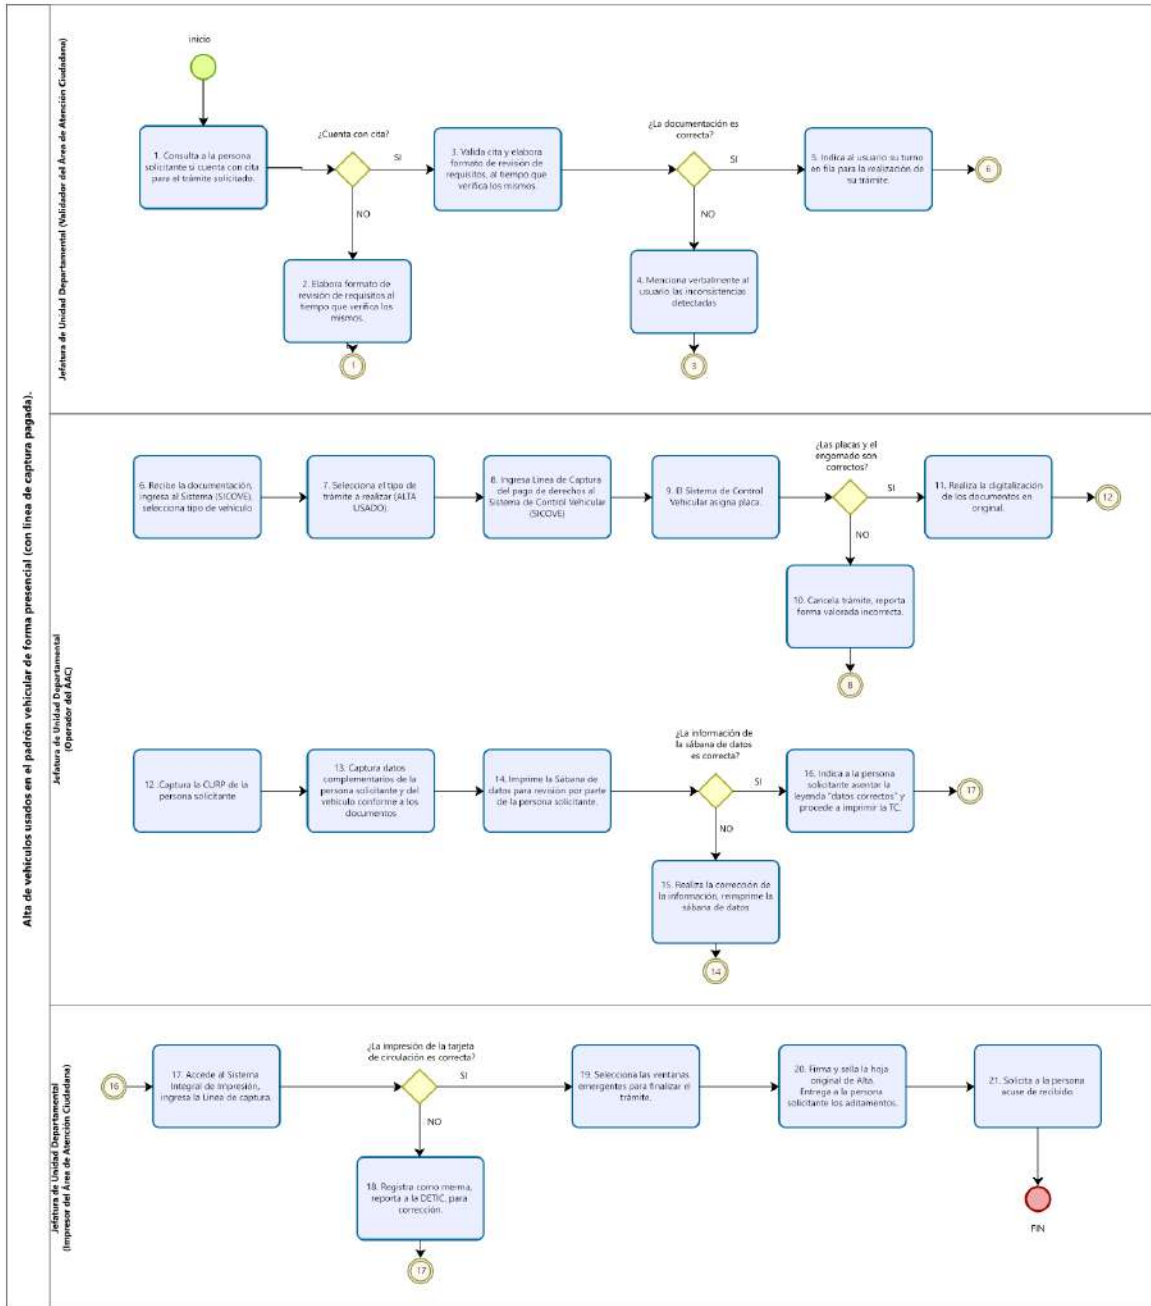 Alta de vehículos usados en el padrón vehicular de forma presencial (con línea de captura pagada).
Jefatura de Unidad Departamental (Validador del Área de Atención Ciudadana)
inicio
1. Consulta a la persona
solicitante si cuenta con cita
para el trámite solicitado.
¿Cuenta con cita?
SI
NO
2. Elabora formato de
revisión de requisitos al
tiempo que verifica los
mismos.
1
3. Valida cita y elabora
formato de revisión de
requisitos, al tiempo que
verifica los mismos.
¿La documentación es
correcta?
SI
NO
4. Menciona verbalmente al
usuario las inconsistencias
detectadas
3
5. Indica al usuario su turno
en fila para la realización de
su trámite.
6
Jefatura de Unidad Departamental
(Operador del AAC)
6. Recibe la documentación,
ingresa al Sistema (SICOVE),
selecciona tipo de vehículo
7. Selecciona el tipo de
trámite a realizar (ALTA
USADO).
8. Ingresa Línea de Captura
del pago de derechos al
Sistema de Control Vehicular
(SICOVE)
9. El Sistema de Control
Vehicular asigna placa.
¿Las placas y el
engomado son
correctos?
SI
NO
10. Cancela trámite, reporta
forma valorada incorrecta.
8
11. Realiza la digitalización
de los documentos en
original.
12
12. Captura la CURP de la
persona solicitante
13. Captura datos
complementarios de la
persona solicitante y del
vehículo conforme a los
documentos
14. Imprime la Sábana de
datos para revisión por parte
de la persona solicitante.
¿La información de
la sábana de datos
es correcta?
SI
NO
15. Realiza la corrección de
la información, reimprime la
sábana de datos
14
16. Indica a la persona
solicitante asentar la
leyenda "datos correctos" y
procede a imprimir la TC.
17
Jefatura de Unidad Departamental
(Impresor del Área de Atención Ciudadana)
16
17. Accede al Sistema
Integral de Impresión,
ingresa la Línea de captura.
¿La impresión de la tarjeta
de circulación es correcta?
SI
NO
18. Registra como merma,
reporta a la DETIC, para
corrección.
17
19. Selecciona las ventanas
emergentes para finalizar el
trámite.
20. Firma y sella la hoja
original de Alta.
Entrega a la persona
solicitante los aditamentos.
21. Solicita a la persona
acuse de recibido.
FIN